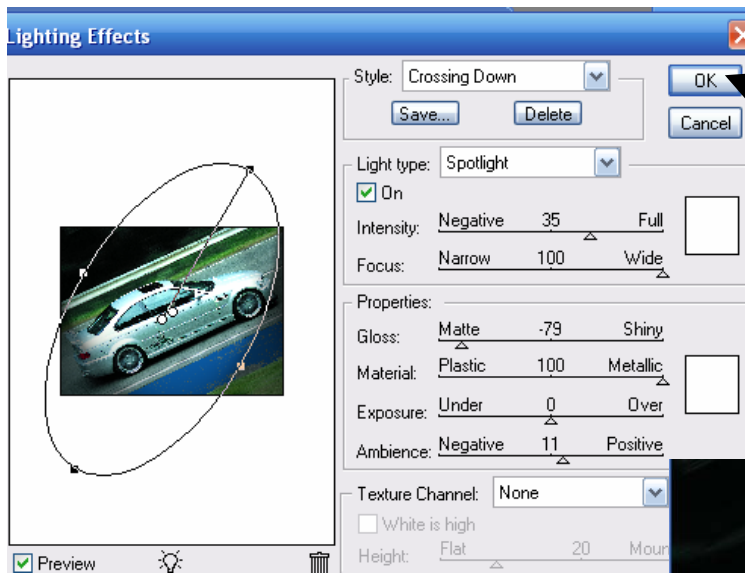 Lighting Effects
Style: Crossing Down
OK
Save... Delete
Cancel
Light type: Spotlight
On
Intensity: Negative 35 Full
Focus: Narrow 100 Wide
Properties:
Gloss: Matte -79 Shiny
Material: Plastic 100 Metallic
Exposure: Under 0 Over
Ambience: Negative 11 Positive
Texture Channel: None
White is high
Height: Flat 20 Moun
Preview